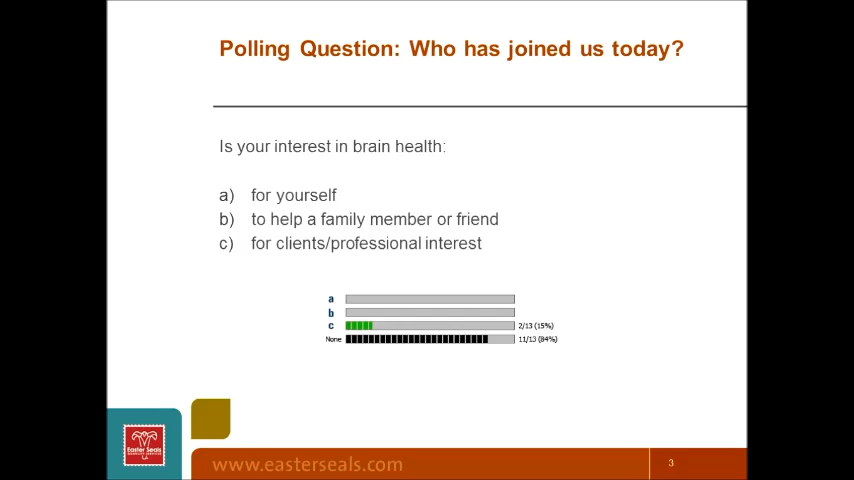 Polling Question: Who has joined us today?
Is your interest in brain health:
a) for yourself
b) to help a family member or friend
c) for clients/professional interest
a
b
c 2/13 (15%)
None 11/13 (84%)
Easter Seals
DISABILITY SERVICES
www.easterseals.com
3